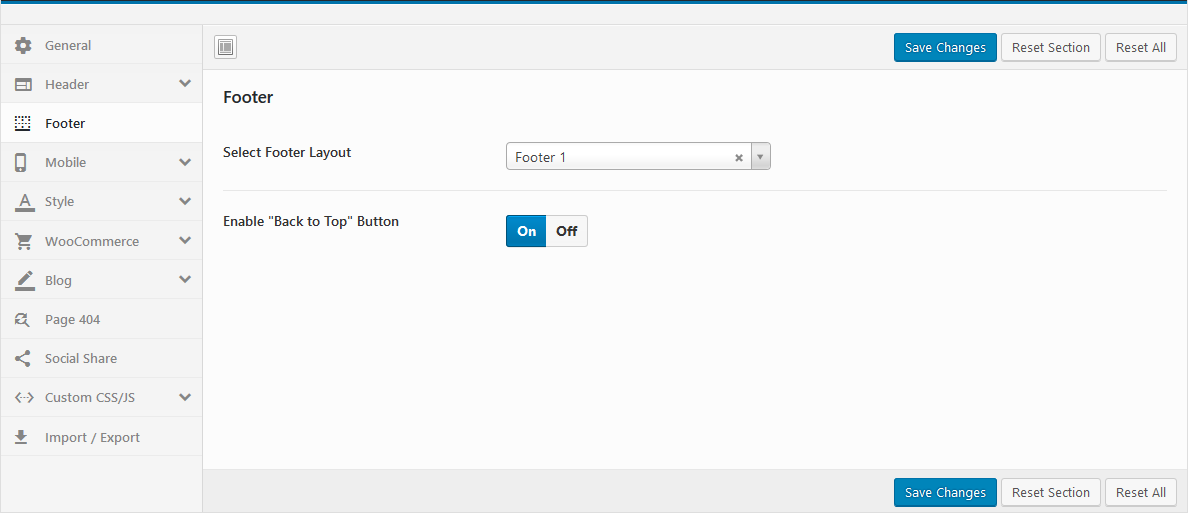 Save Changes Reset Section Reset All
General
Header
Footer
Mobile
Style
WooCommerce
Blog
Page 404
Social Share
Custom CSS/JS
Import / Export
Footer
Select Footer Layout Footer 1
Enable "Back to Top" Button On Off
Save Changes Reset Section Reset All